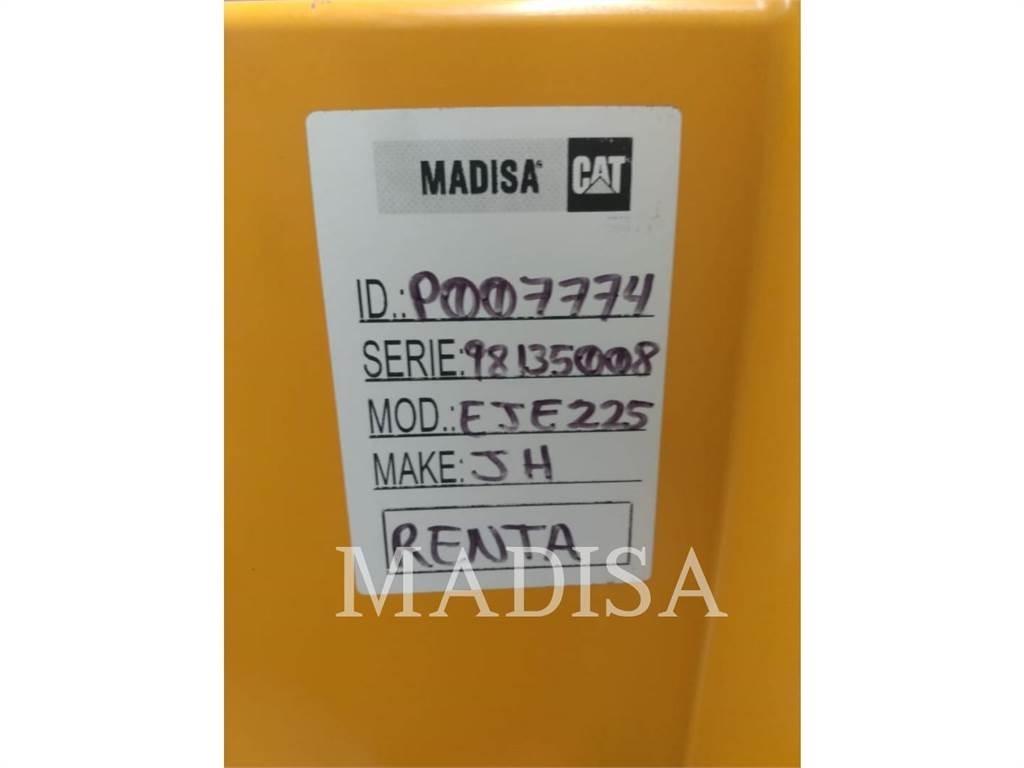 MADISA CAT
ID.: P007774
SERIE: 98135008
MOD.: EJE225
MAKE: JH
RENTA
MADISA